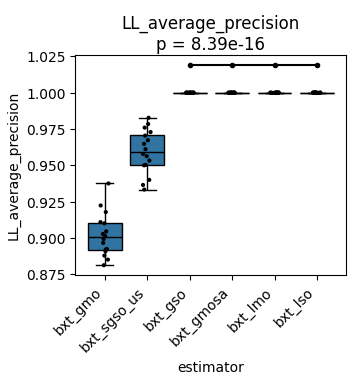 LL_average_precision
p = 8.39e-16
1.025
1.000
0.975
0.950
0.925
0.900
0.875
LL_average_precision
bxt_gmo
bxt_sgso_us
bxt_gso
bxt_gmosa
bxt_lmo
bxt_lso
estimator